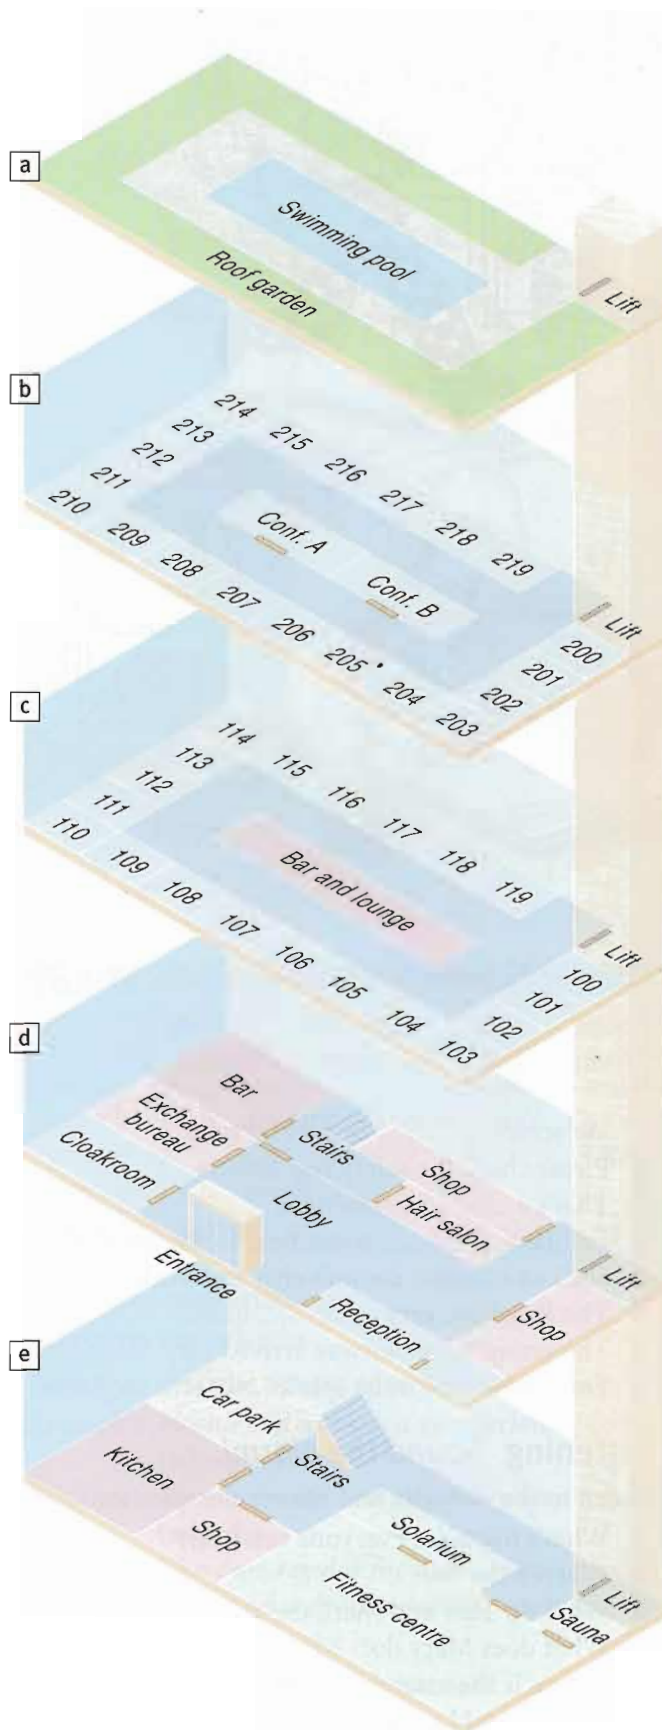 a
Swimming pool
Roof garden
Lift
b
214
215
216
217
218
219
213
212
211
210
209
208
207
206
205
204
203
202
201
200
Conf. A
Conf. B
Lift
c
114
115
116
117
118
119
113
112
111
110
109
108
107
106
105
104
103
102
101
100
Bar and lounge
Lift
d
Bar
Exchange
bureau
Cloakroom
Stairs
Shop
Hair salon
Lobby
Entrance
Reception
Shop
Lift
e
Car park
Kitchen
Stairs
Shop
Solarium
Fitness centre
Sauna
Lift